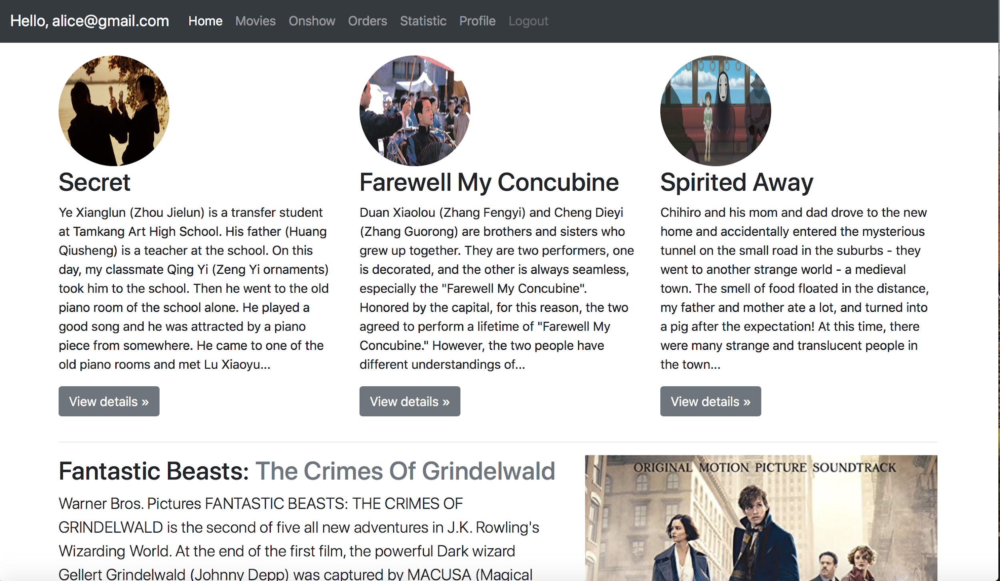 Hello, alice@gmail.com Home Movies Onshow Orders Statistic Profile Logout
Secret
Ye Xianglun (Zhou Jielun) is a transfer student
at Tamkang Art High School. His father (Huang
Qiusheng) is a teacher at the school. On this
day, my classmate Qing Yi (Zeng Yi ornaments)
took him to the school. Then he went to the old
piano room of the school alone. He played a
good song and he was attracted by a piano
piece from somewhere. He came to one of the
old piano rooms and met Lu Xiaoyu...
View details »
Farewell My Concubine
Duan Xiaolou (Zhang Fengyi) and Cheng Dieyi
(Zhang Guorong) are brothers and sisters who
grew up together. They are two performers, one
is decorated, and the other is always seamless,
especially the "Farewell My Concubine".
Honored by the capital, for this reason, the two
agreed to perform a lifetime of "Farewell My
Concubine." However, the two people have
different understandings of...
View details »
Spirited Away
Chihiro and his mom and dad drove to the new
home and accidentally entered the mysterious
tunnel on the small road in the suburbs - they
went to another strange world - a medieval
town. The smell of food floated in the distance,
my father and mother ate a lot, and turned into
a pig after the expectation! At this time, there
were many strange and translucent people in
the town...
View details »
Fantastic Beasts: The Crimes Of Grindelwald
Warner Bros. Pictures FANTASTIC BEASTS: THE CRIMES OF
GRINDELWALD is the second of five all new adventures in J.K. Rowling's
Wizarding World. At the end of the first film, the powerful Dark wizard
Gellert Grindelwald (Johnny Depp) was captured by MACUSA (Magical
ORIGINAL MOTION PICTURE SOUNDTRACK